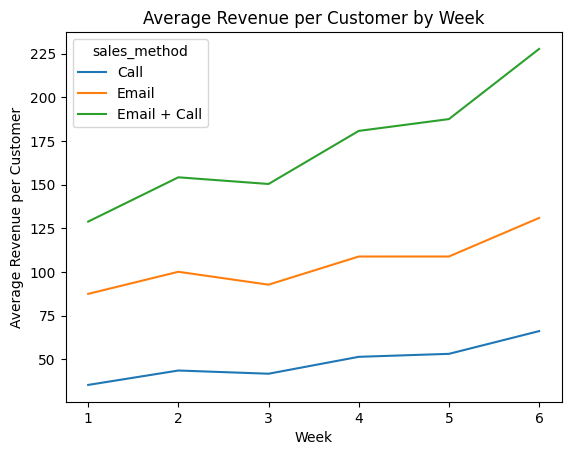 Average Revenue per Customer by Week
sales_method
Call
Email
Email + Call
Average Revenue per Customer
225
200
175
150
125
100
75
50
1 2 3 4 5 6
Week